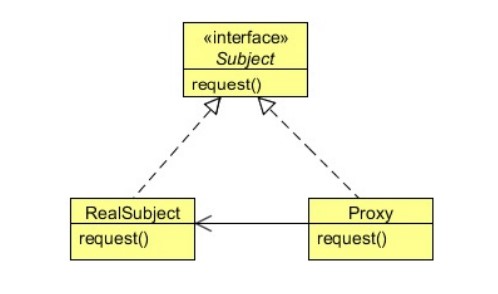 «interface»
Subject
request()
RealSubject
request()
Proxy
request()